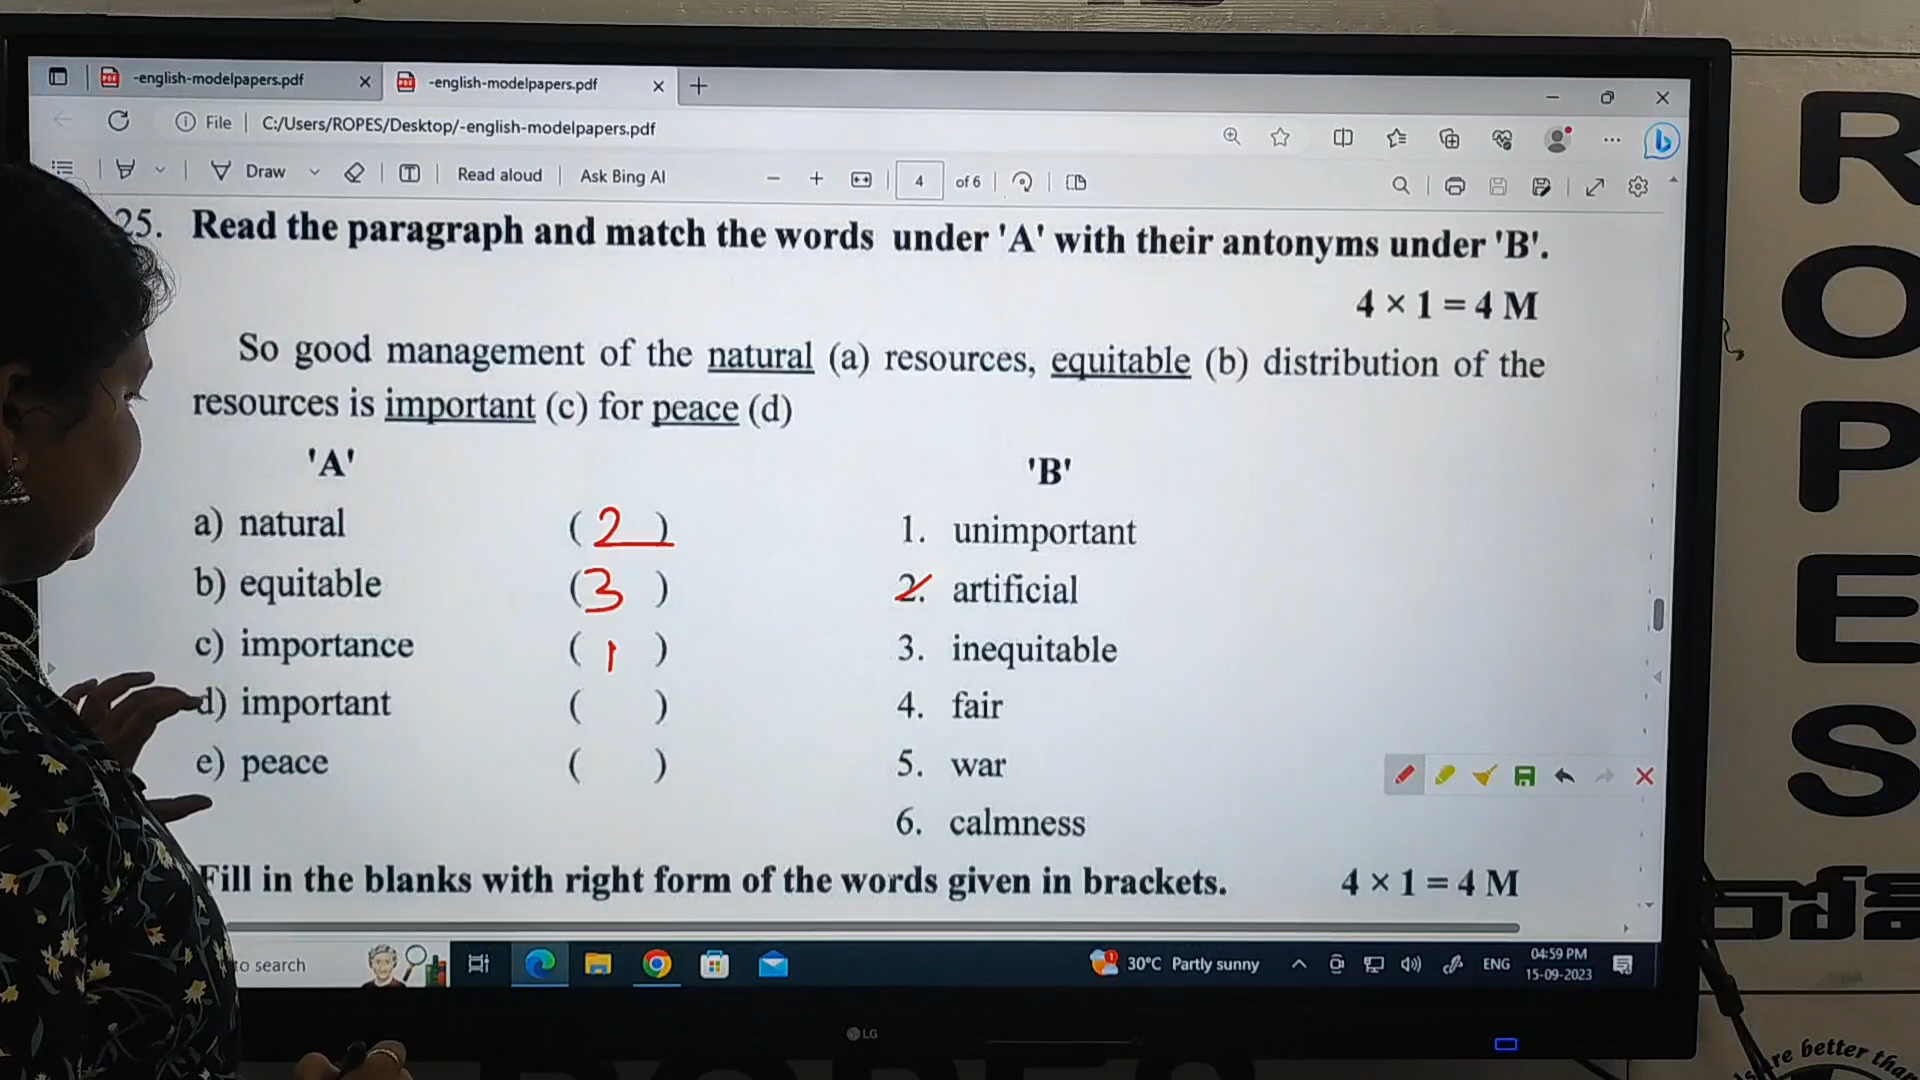 -english-modelpapers.pdf
-english-modelpapers.pdf
File C:/Users/ROPES/Desktop/-english-modelpapers.pdf
Draw Read aloud Ask Bing AI 4 of 6
25. Read the paragraph and match the words under 'A' with their antonyms under 'B'.
4 × 1 = 4 M
So good management of the natural (a) resources, equitable (b) distribution of the
resources is important (c) for peace (d)
'A' 'B'
a) natural ( 2 ) 1. unimportant
b) equitable ( 3 ) 2. artificial
c) importance ( 1 ) 3. inequitable
d) important ( ) 4. fair
e) peace ( ) 5. war
6. calmness
Fill in the blanks with right form of the words given in brackets. 4 × 1 = 4 M
to search
30°C Partly sunny
ENG
04:59 PM
15-09-2023
LG
ROPES
are better than